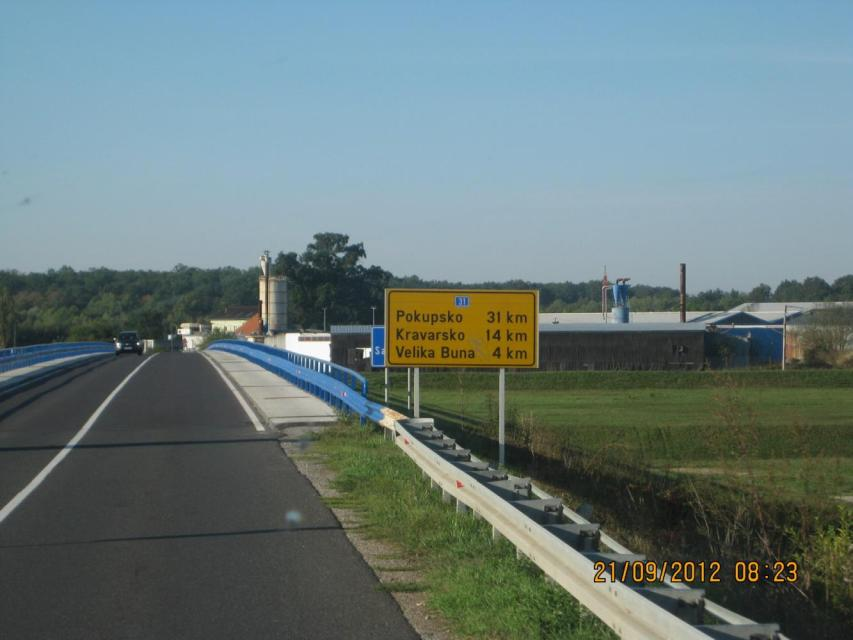 31
Pokupsko 31 km
Kravarsko 14 km
Velika Buna 4 km
21/09/2012 08:23